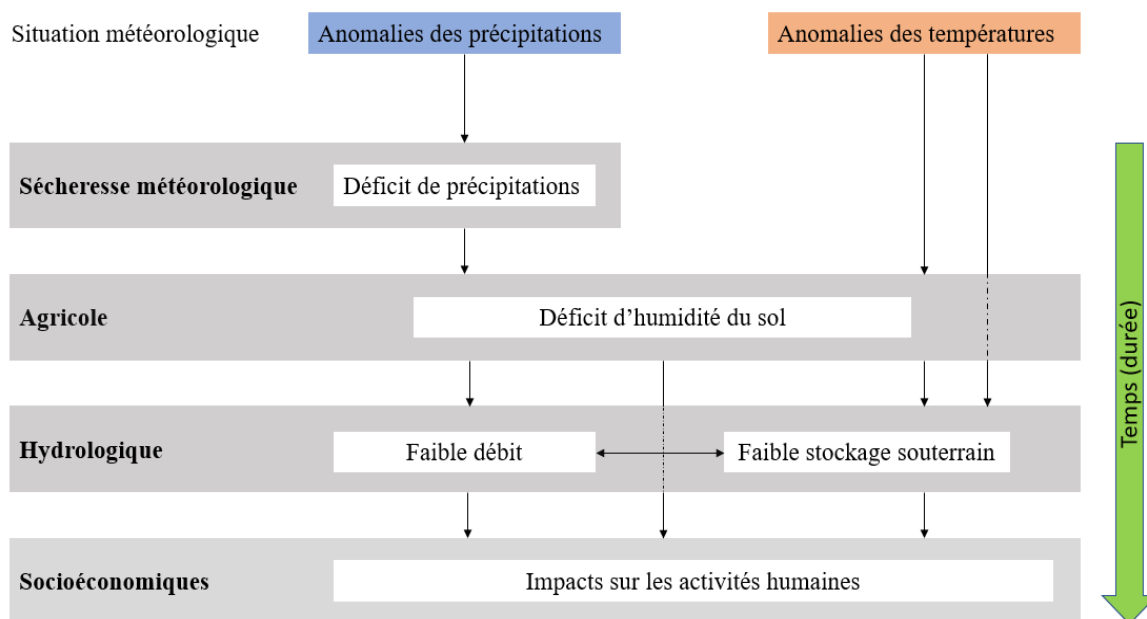 Situation météorologique
Anomalies des précipitations
Anomalies des températures
Sécheresse météorologique
Déficit de précipitations
Agricole
Déficit d’humidité du sol
Hydrologique
Faible débit
Faible stockage souterrain
Socioéconomiques
Impacts sur les activités humaines
Temps (durée)